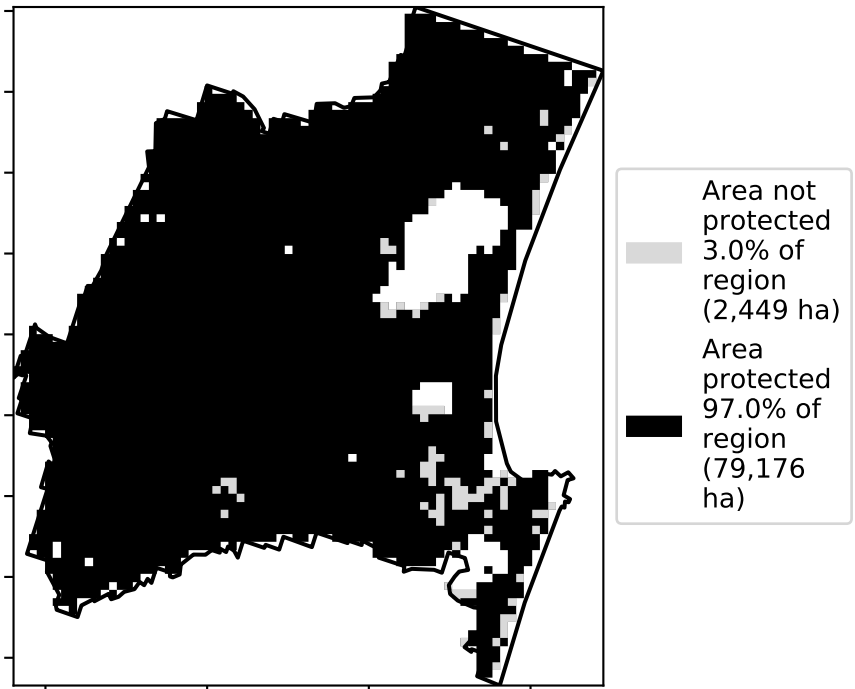 Area not
protected
3.0% of
region
(2,449 ha)
Area
protected
97.0% of
region
(79,176
ha)